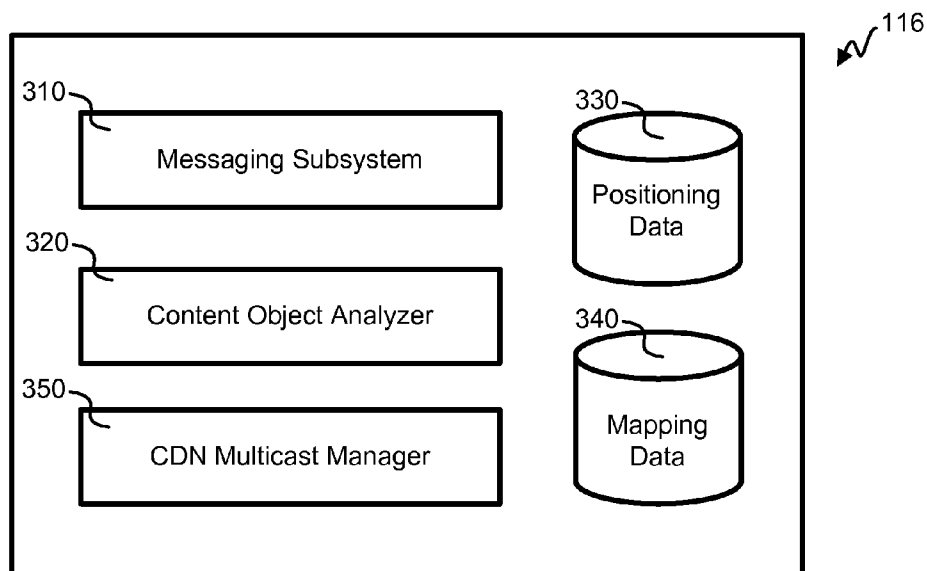 116
310
Messaging Subsystem
330
Positioning
Data
320
Content Object Analyzer
340
Mapping
Data
350
CDN Multicast Manager